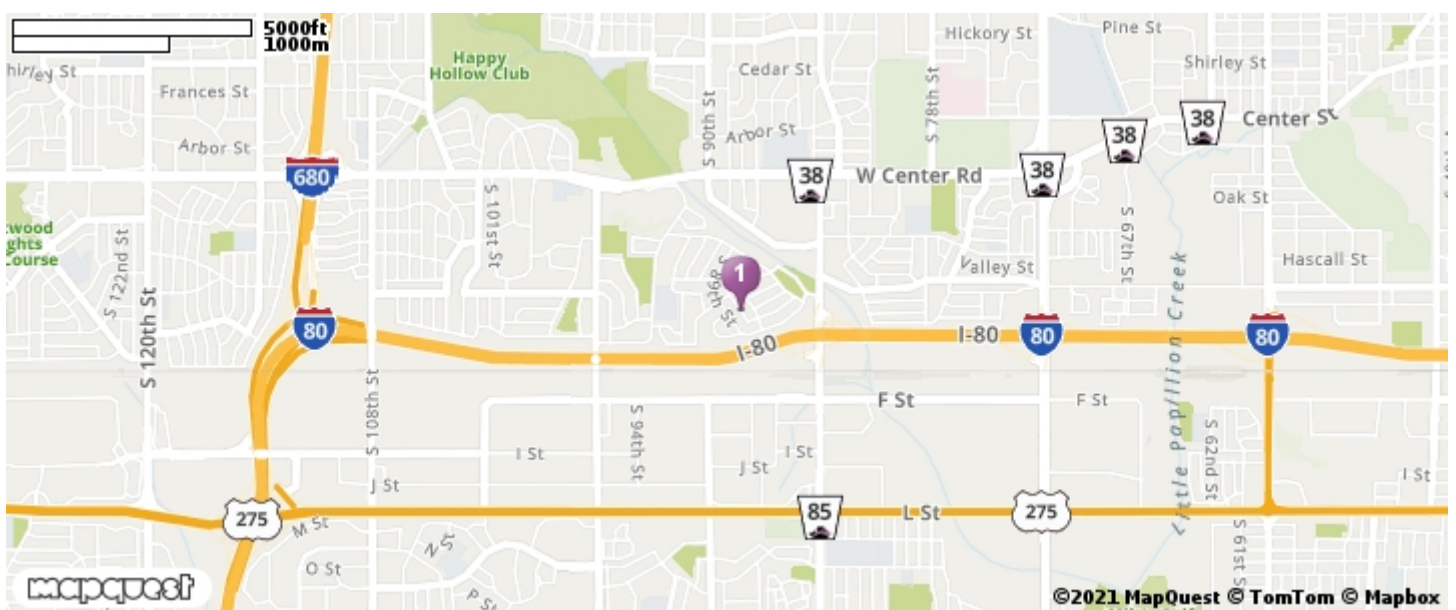 5000ft
1000m
Happy
Hollow Club
Hickory St
Pine St
Shirley St
Cedar St
Frances St
S 90th St
S 78th St
Arbor St
38
38
Center St
Arbor St
680
38
W Center Rd
38
S 101st St
Oak St
S 67th St
S 122nd St
Valley St
Hascall St
1
S 89th St
S 120th St
80
I-80
I-80
80
80
Little Papillion Creek
S 108th St
F St
F St
S 94th St
S 62nd St
I St
J St
I St
I St
J St
275
M St
85
L St
275
N St
S 61st St
O St
P St
mapquest
©2021 MapQuest © TomTom © Mapbox